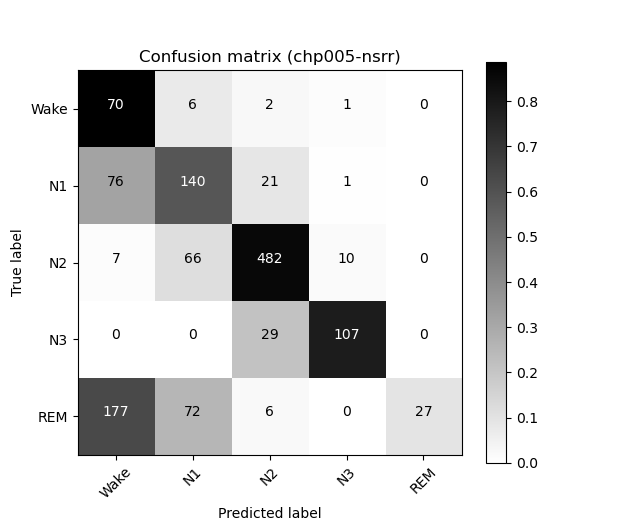 Confusion matrix (chp005-nsrr)
True label
Wake 70 6 2 1 0
N1 76 140 21 1 0
N2 7 66 482 10 0
N3 0 0 29 107 0
REM 177 72 6 0 27
Wake N1 N2 N3 REM
Predicted label
0.8
0.7
0.6
0.5
0.4
0.3
0.2
0.1
0.0